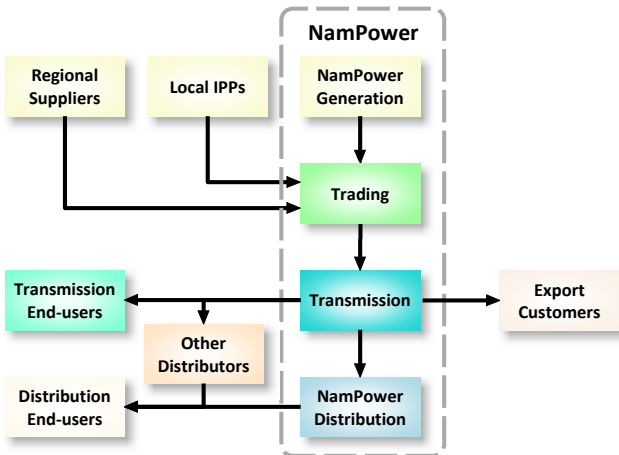 NamPower
Regional
Suppliers
Local IPPs
NamPower
Generation
Trading
Transmission
End-users
Transmission
Export
Customers
Other
Distributors
Distribution
End-users
NamPower
Distribution